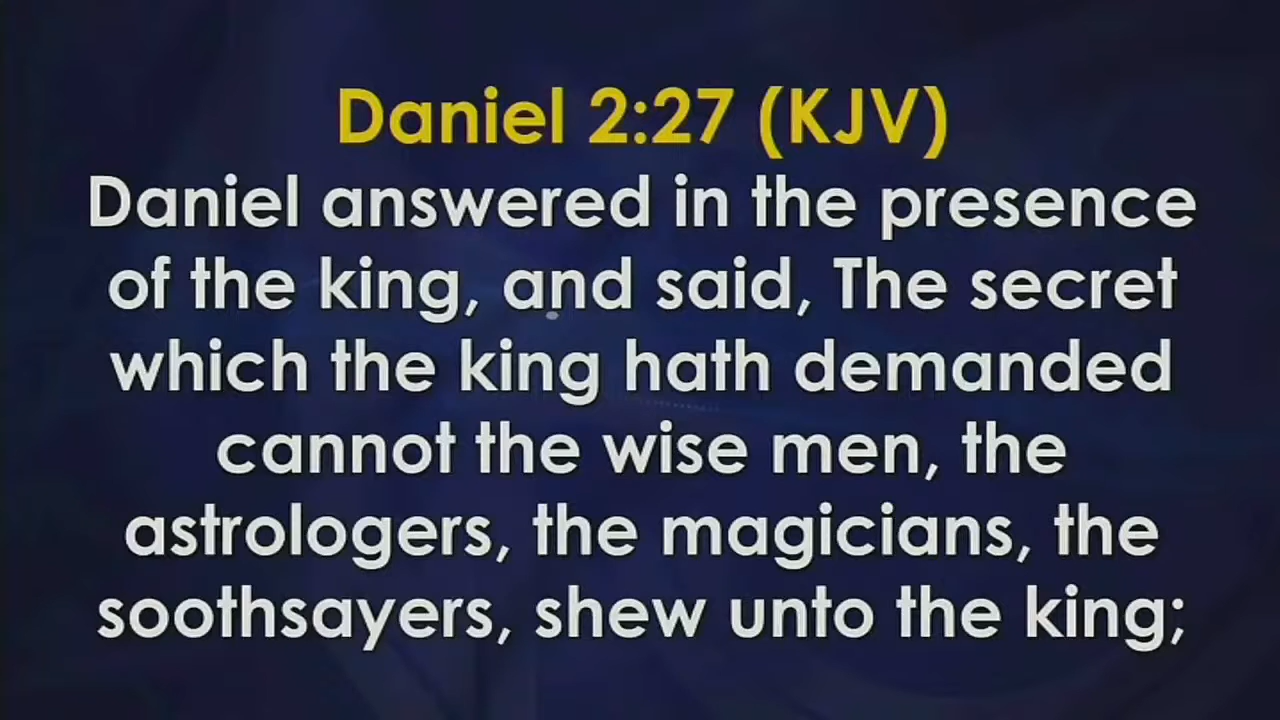 Daniel 2:27 (KJV)
Daniel answered in the presence
of the king, and said, The secret
which the king hath demanded
cannot the wise men, the
astrologers, the magicians, the
soothsayers, shew unto the king;